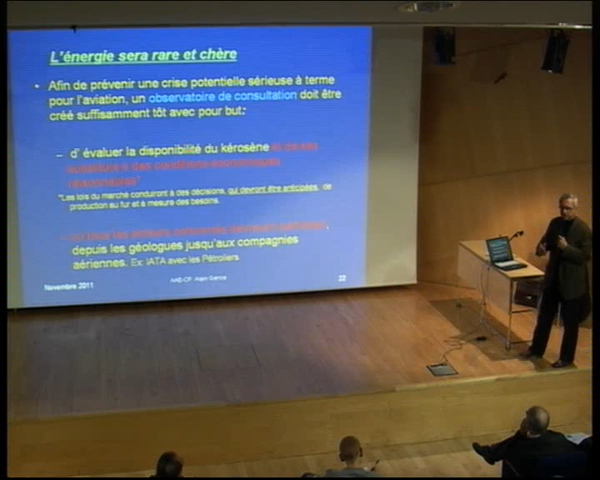 L'énergie sera rare et chère
• Afin de prévenir une crise potentielle sérieuse à terme
pour l'aviation, un observatoire de consultation doit être
créé suffisamment tôt avec pour but:
– d' évaluer la disponibilité du kérosène
"Les lois du marché conduiront à des décisions, qui devront être anticipées, de
production au fur et à mesure des besoins.
depuis les géologues jusqu'aux compagnies
aériennes. Ex: IATA avec les Pétroliers
Novembre 2011
22